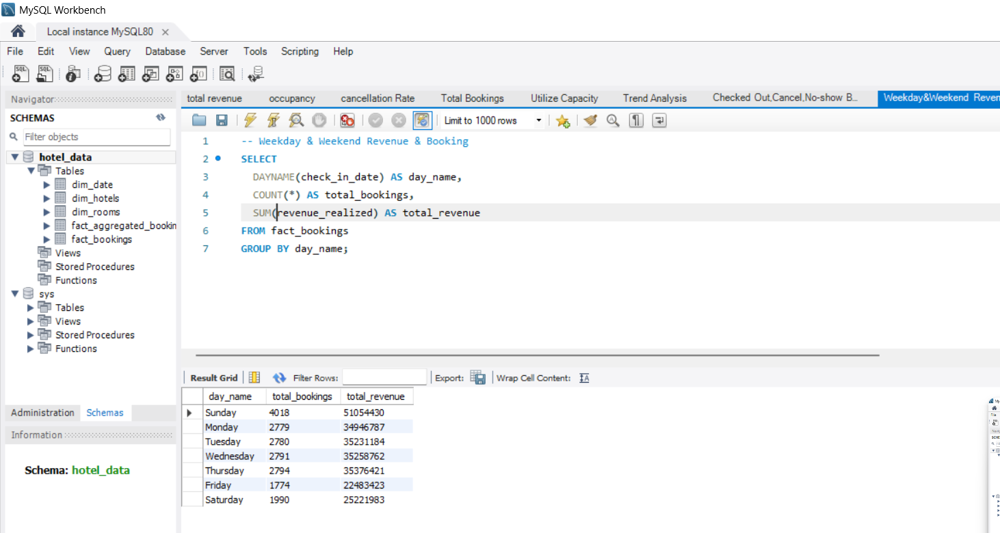 MySQL Workbench
Local instance MySQL80
File Edit View Query Database Server Tools Scripting Help
Navigator
SCHEMAS
Filter objects
hotel_data
Tables
dim_date
dim_hotels
dim_rooms
fact_aggregated_bookin
fact_bookings
Views
Stored Procedures
Functions
sys
Tables
Views
Stored Procedures
Functions
Administration Schemas
Information
Schema: hotel_data
total revenue occupancy cancellation Rate Total Bookings Utilize Capacity Trend Analysis Checked Out,Cancel,No-show B... Weekday&Weekend Reven
Limit to 1000 rows
1 -- Weekday & Weekend Revenue & Booking
2 SELECT
3 DAYNAME(check_in_date) AS day_name,
4 COUNT(*) AS total_bookings,
5 SUM(revenue_realized) AS total_revenue
6 FROM fact_bookings
7 GROUP BY day_name;
Result Grid Filter Rows: Export: Wrap Cell Content:
day_name total_bookings total_revenue
Sunday 4018 51054430
Monday 2779 34946787
Tuesday 2780 35231184
Wednesday 2791 35258762
Thursday 2794 35376421
Friday 1774 22483423
Saturday 1990 25221983